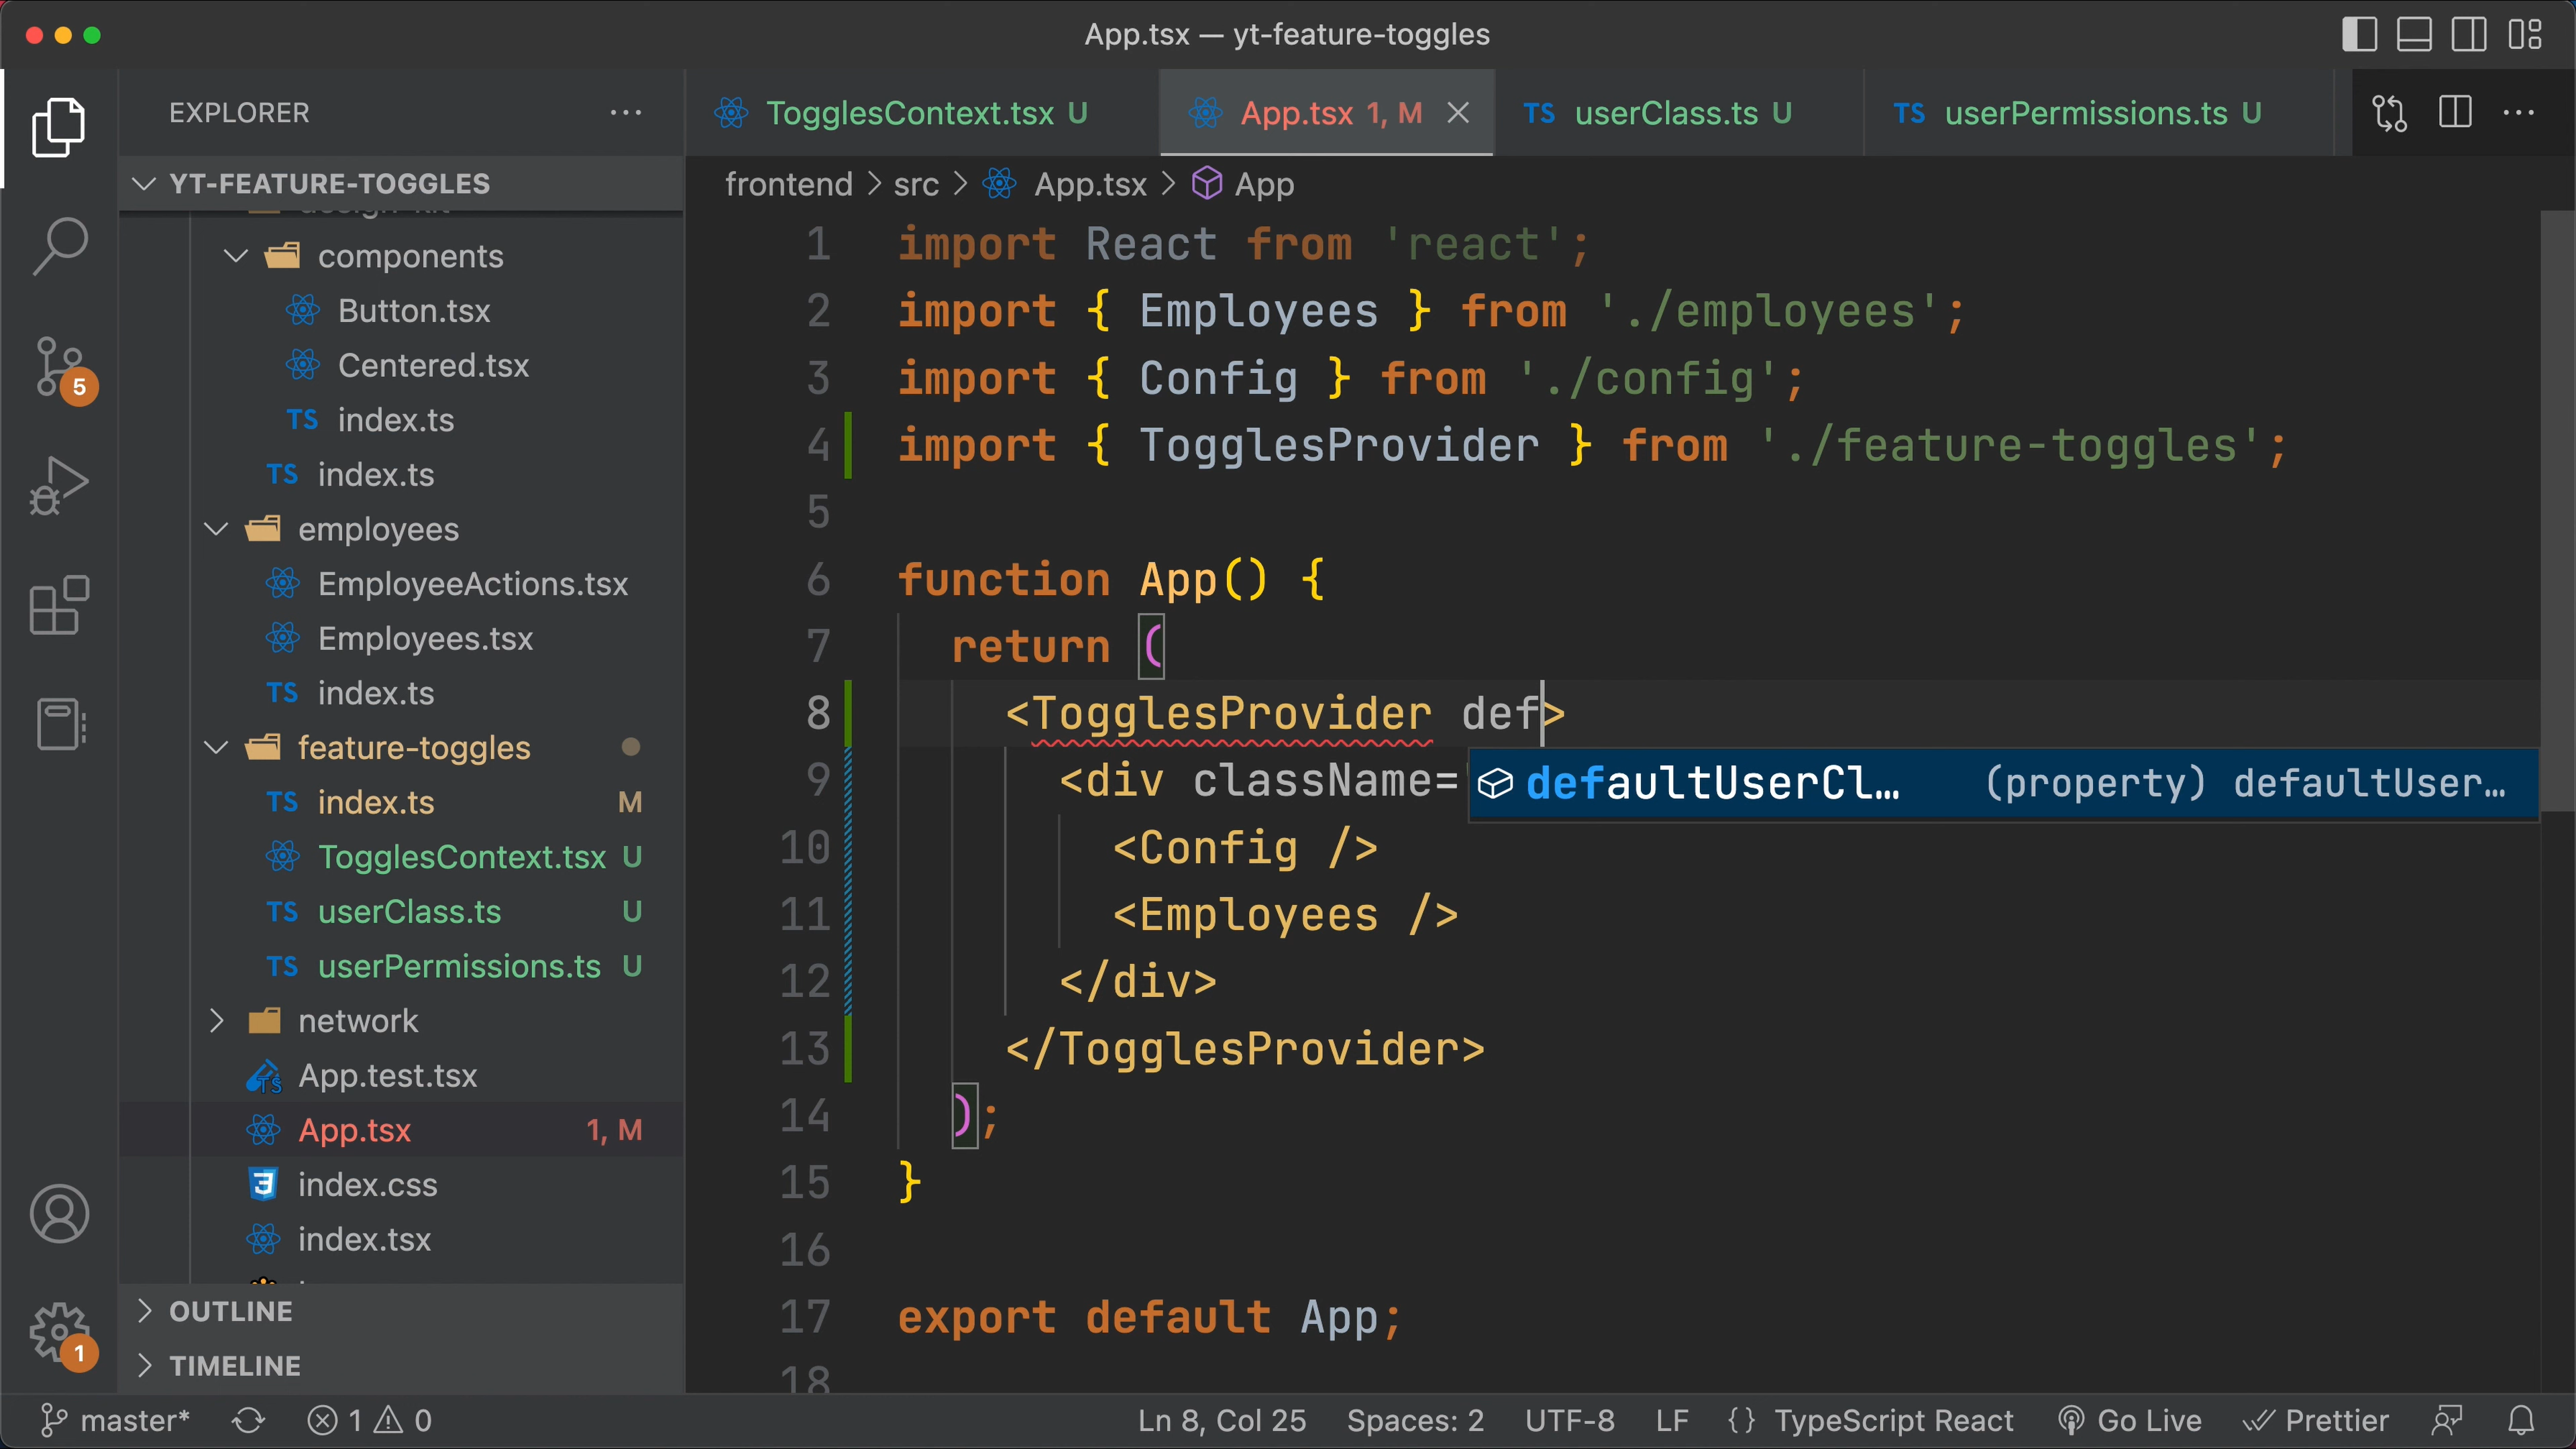 App.tsx — yt-feature-toggles
EXPLORER
YT-FEATURE-TOGGLES
components
Button.tsx
Centered.tsx
TS index.ts
TS index.ts
employees
EmployeeActions.tsx
Employees.tsx
TS index.ts
feature-toggles
TS index.ts M
TogglesContext.tsx U
TS userClass.ts U
TS userPermissions.ts U
network
TS App.test.tsx
App.tsx 1, M
index.css
index.tsx
OUTLINE
TIMELINE
5
1
TogglesContext.tsx U
App.tsx 1, M
TS userClass.ts U
TS userPermissions.ts U
frontend > src > App.tsx > App
1 import React from 'react';
2 import { Employees } from './employees';
3 import { Config } from './config';
4 import { TogglesProvider } from './feature-toggles';
5
6 function App() {
7 return (
8 <TogglesProvider def>
9 <div className=
defaultUserCl… (property) defaultUser…
10 <Config />
11 <Employees />
12 </div>
13 </TogglesProvider>
14 );
15 }
16
17 export default App;
18
master* 1 0 Ln 8, Col 25 Spaces: 2 UTF-8 LF {} TypeScript React Go Live Prettier